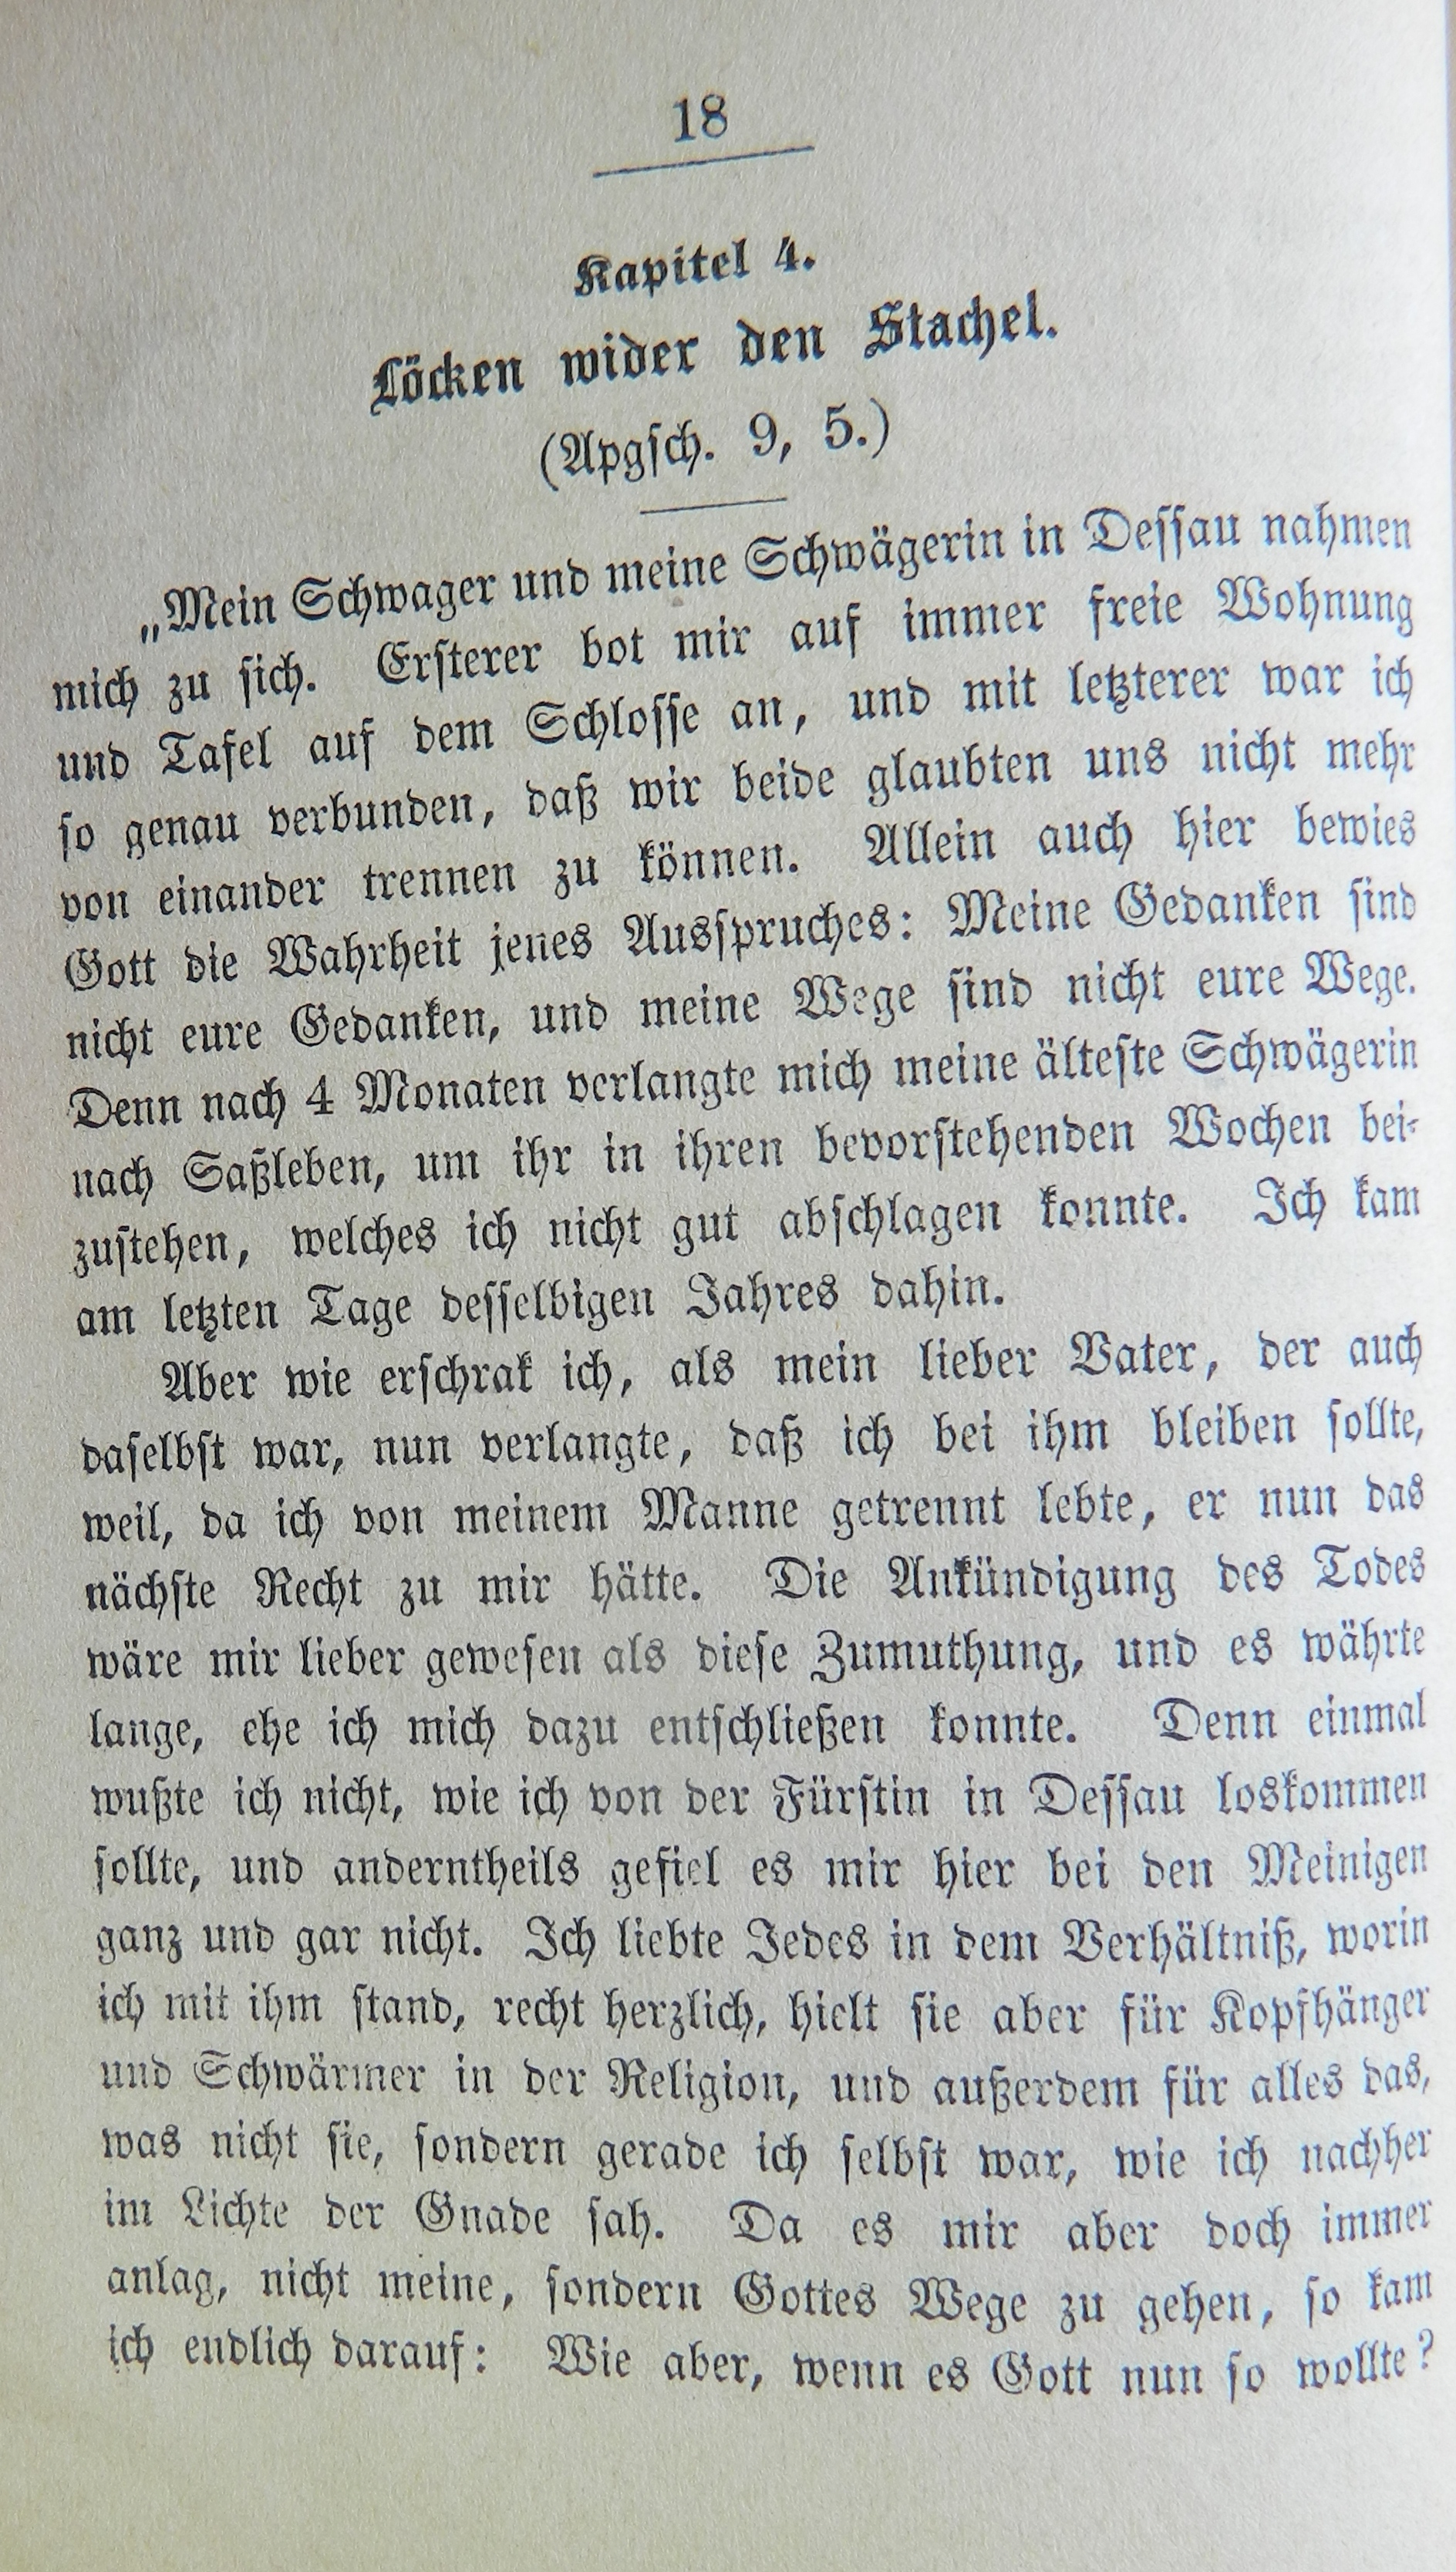 18
Kapitel 4.
Löcken wider den Stachel.
(Apgsch. 9, 5.)
„Mein Schwager und meine Schwägerin in Dessau nahmen
mich zu sich. Ersterer bot mir auf immer freie Wohnung
und Tafel auf dem Schlosse an, und mit letzterer war ich
so genau verbunden, daß wir beide glaubten uns nicht mehr
von einander trennen zu können. Allein auch hier bewies
Gott die Wahrheit jenes Ausspruches: Meine Gedanken sind
nicht eure Gedanken, und meine Wege sind nicht eure Wege.
Denn nach 4 Monaten verlangte mich meine älteste Schwägerin
nach Saßleben, um ihr in ihren bevorstehenden Wochen bei-
zustehen, welches ich nicht gut abschlagen konnte. Ich kam
am letzten Tage desselbigen Jahres dahin.
Aber wie erschrak ich, als mein lieber Vater, der auch
daselbst war, nun verlangte, daß ich bei ihm bleiben sollte,
weil, da ich von meinem Manne getrennt lebte, er nun das
nächste Recht zu mir hätte. Die Ankündigung des Todes
wäre mir lieber gewesen als diese Zumuthung, und es währte
lange, ehe ich mich dazu entschließen konnte. Denn einmal
wußte ich nicht, wie ich von der Fürstin in Dessau loskommen
sollte, und anderntheils gefiel es mir hier bei den Meinigen
ganz und gar nicht. Ich liebte Jedes in dem Verhältniß, worin
ich mit ihm stand, recht herzlich, hielt sie aber für Kopfhänger
und Schwärmer in der Religion, und außerdem für alles das,
was nicht sie, sondern gerade ich selbst war, wie ich nachher
im Lichte der Gnade sah. Da es mir aber doch immer
anlag, nicht meine, sondern Gottes Wege zu gehen, so kam
ich endlich darauf: Wie aber, wenn es Gott nun so wollte?